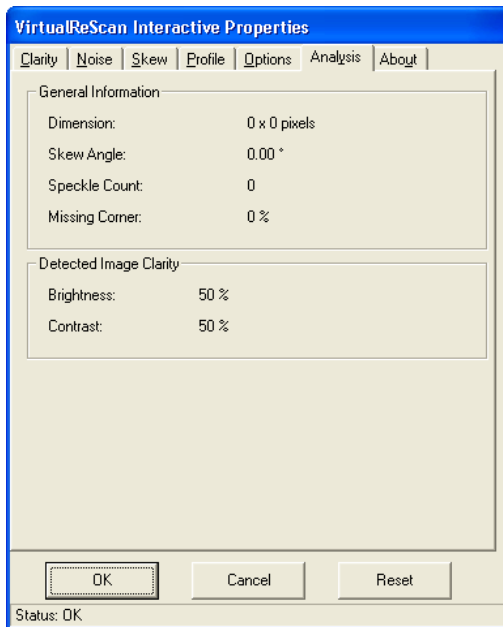 VirtualReScan Interactive Properties
Clarity Noise Skew Profile Options Analysis About
General Information
Dimension: 0 x 0 pixels
Skew Angle: 0.00 °
Speckle Count: 0
Missing Corner: 0 %
Detected Image Clarity
Brightness: 50 %
Contrast: 50 %
OK Cancel Reset
Status: OK